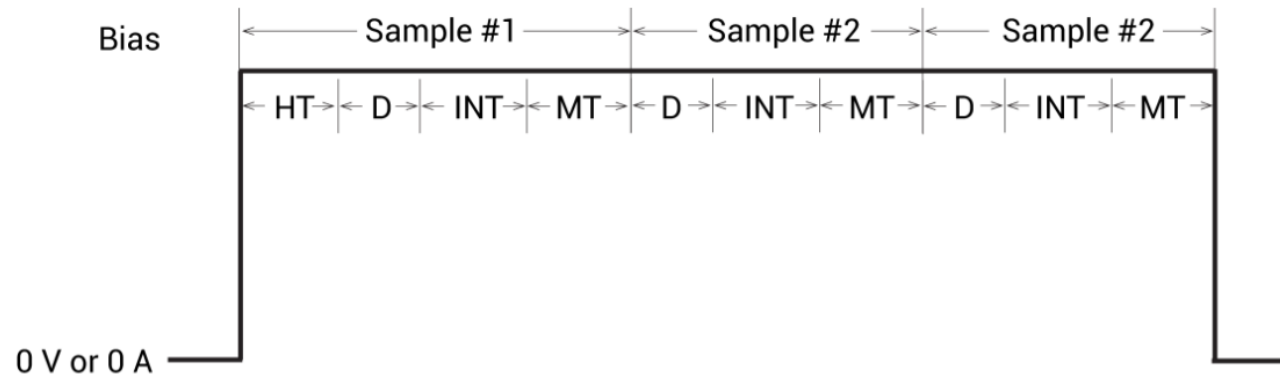 Bias
Sample #1 Sample #2 Sample #2
HT D INT MT D INT MT D INT MT
0 V or 0 A